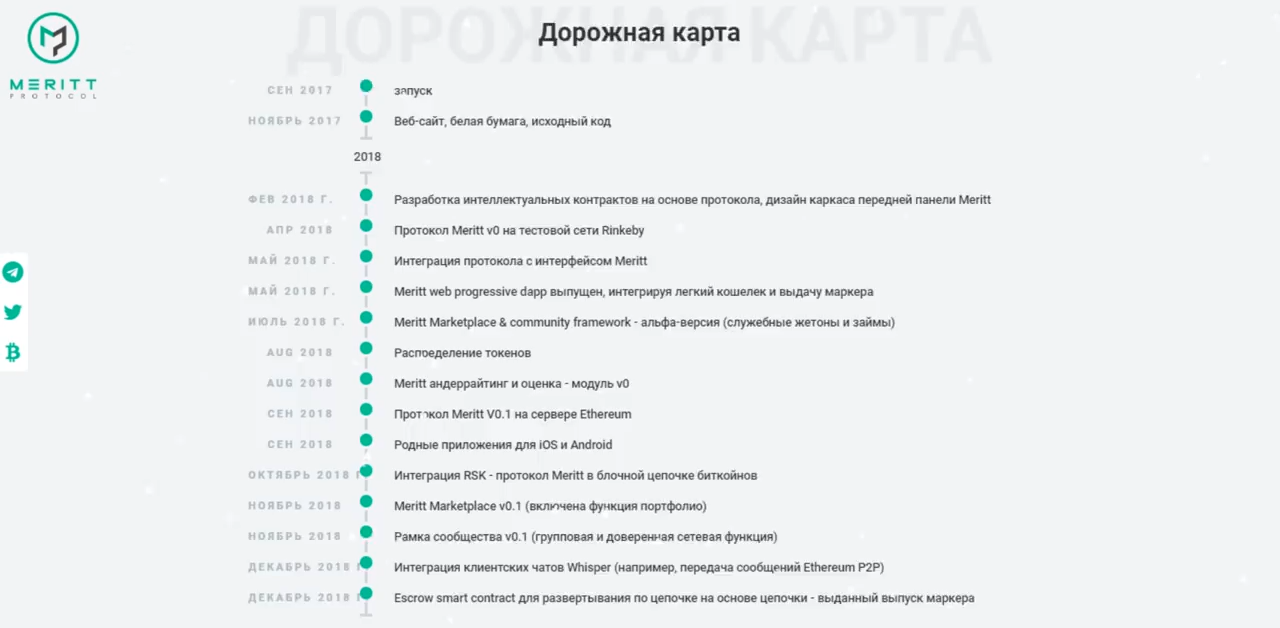 ДОРОЖНАЯ КАРТА
Дорожная карта
MERITT
PROTOCOL
СЕН 2017 запуск
НОЯБРЬ 2017 Веб-сайт, белая бумага, исходный код
2018
ФЕВ 2018 Г. Разработка интеллектуальных контрактов на основе протокола, дизайн каркаса передней панели Meritt
АПР 2018 Протокол Meritt v0 на тестовой сети Rinkeby
МАЙ 2018 Г. Интеграция протокола с интерфейсом Meritt
МАЙ 2018 Г. Meritt web progressive dapp выпущен, интегрируя легкий кошелек и выдачу маркера
ИЮЛЬ 2018 Г. Meritt Marketplace & community framework - альфа-версия (служебные жетоны и займы)
AUG 2018 Распределение токенов
AUG 2018 Meritt андеррайтинг и оценка - модуль v0
СЕН 2018 Протокол Meritt V0.1 на сервере Ethereum
СЕН 2018 Родные приложения для iOS и Android
ОКТЯБРЬ 2018 Г Интеграция RSK - протокол Meritt в блочной цепочке биткойнов
НОЯБРЬ 2018 Meritt Marketplace v0.1 (включена функция портфолио)
НОЯБРЬ 2018 Рамка сообщества v0.1 (групповая и доверенная сетевая функция)
ДЕКАБРЬ 2018 Г Интеграция клиентских чатов Whisper (например, передача сообщений Ethereum P2P)
ДЕКАБРЬ 2018 Г Escrow smart contract для развертывания по цепочке на основе цепочки - выданный выпуск маркера